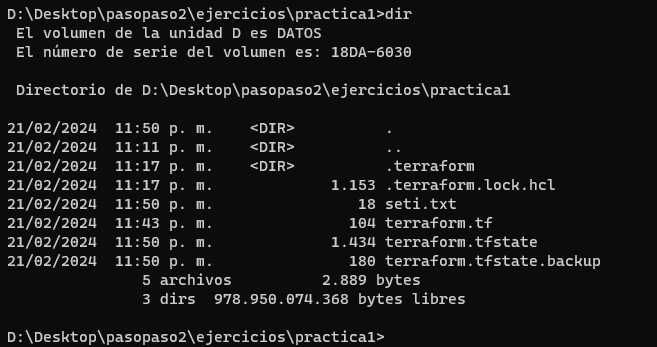 D:\Desktop\pasopaso2\ejercicios\practica1>dir
 El volumen de la unidad D es DATOS
 El número de serie del volumen es: 18DA-6030

 Directorio de D:\Desktop\pasopaso2\ejercicios\practica1

21/02/2024  11:50 p. m.    <DIR>          .
21/02/2024  11:11 p. m.    <DIR>          ..
21/02/2024  11:17 p. m.    <DIR>          .terraform
21/02/2024  11:17 p. m.             1.153 .terraform.lock.hcl
21/02/2024  11:50 p. m.                18 seti.txt
21/02/2024  11:43 p. m.               104 terraform.tf
21/02/2024  11:50 p. m.             1.434 terraform.tfstate
21/02/2024  11:50 p. m.               180 terraform.tfstate.backup
               5 archivos          2.889 bytes
               3 dirs  978.950.074.368 bytes libres

D:\Desktop\pasopaso2\ejercicios\practica1>